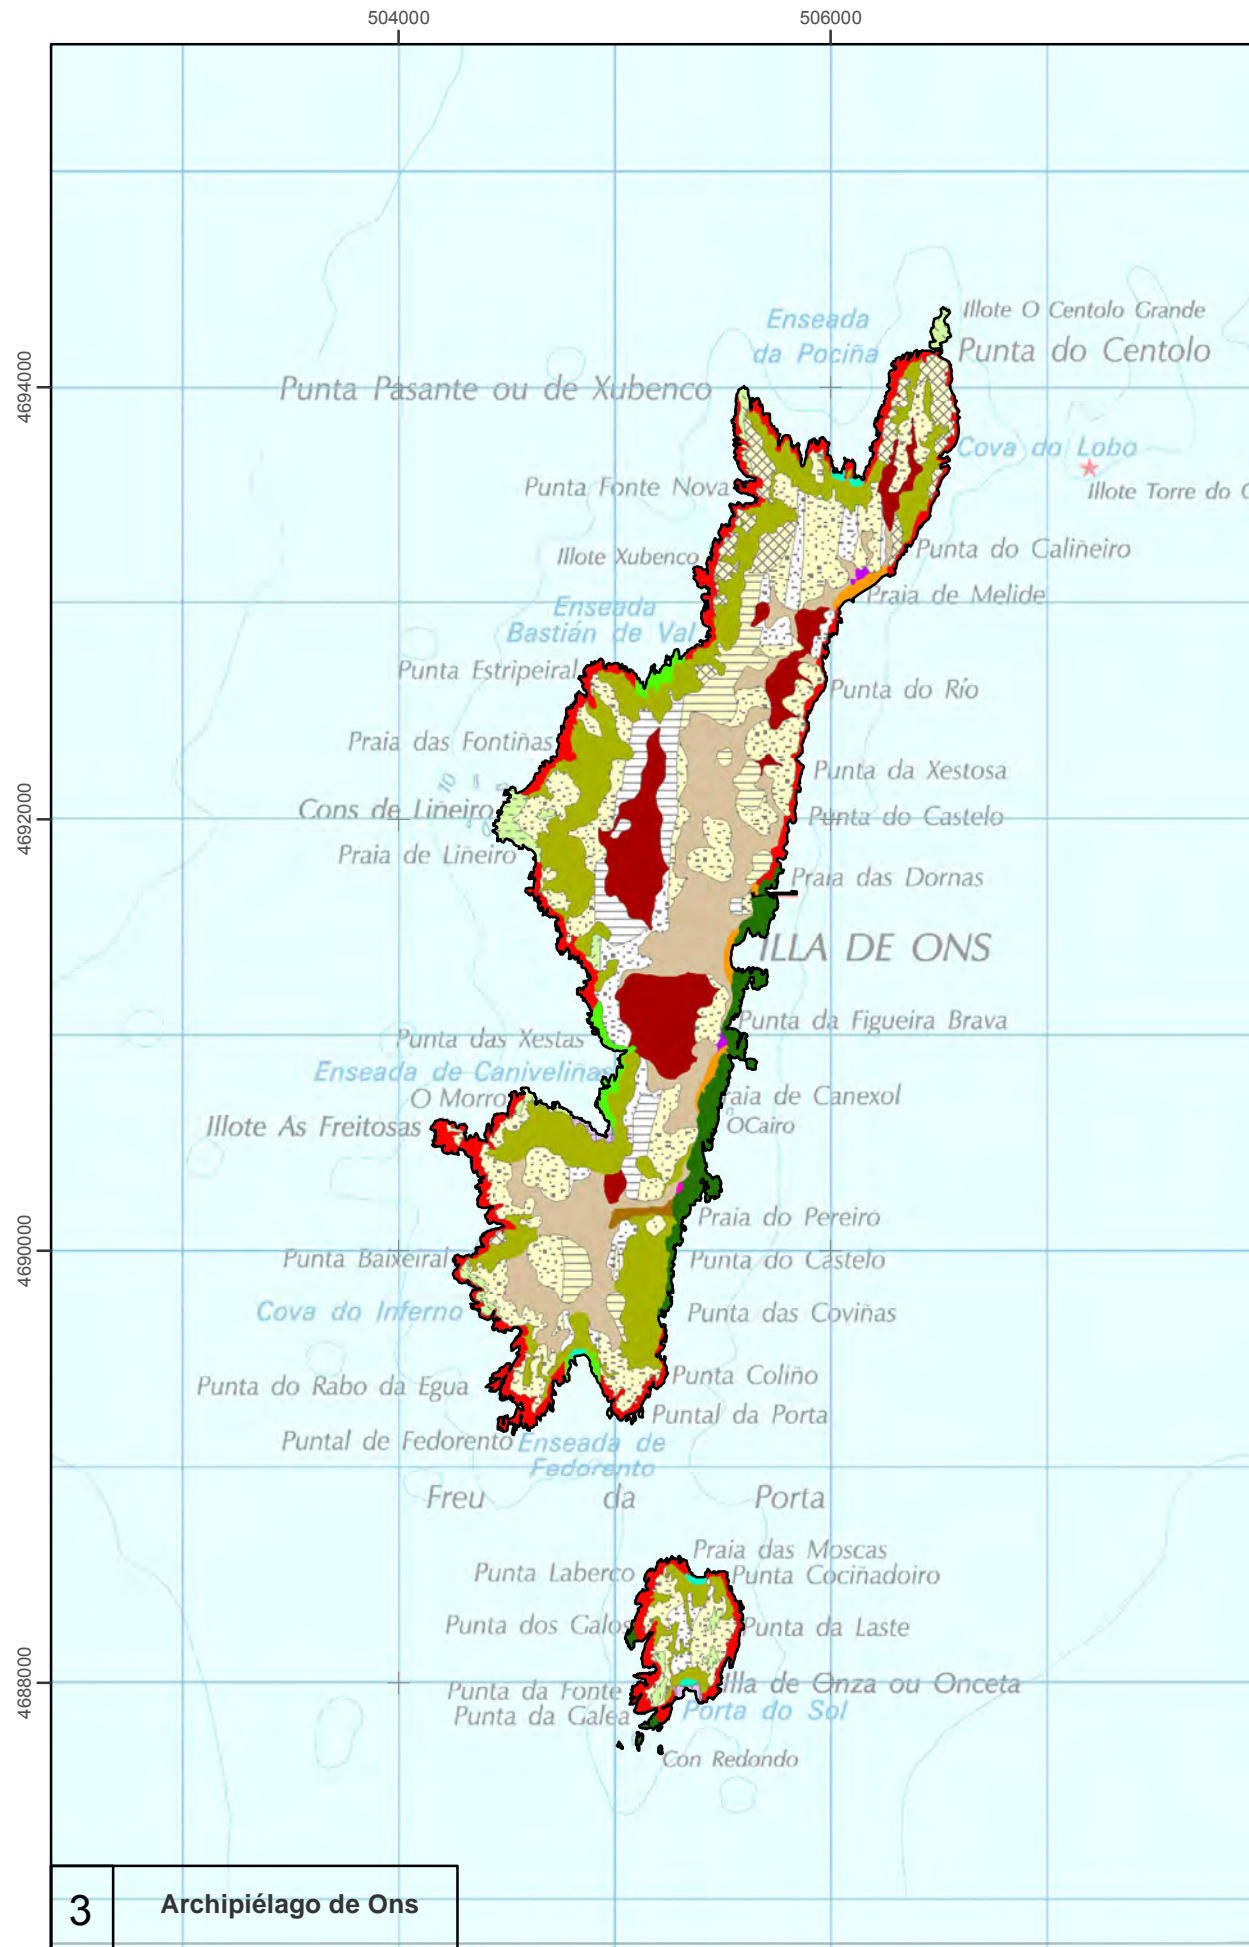 504000
506000
4694000
4692000
4690000
4688000
Illote O Centolo Grande
Enseada
da Pociña
Punta do Centolo
Punta Pasante ou de Xubenco
Cova do Lobo
Punta Fonte Nova
Illote Torre do
Punta do Caliñeiro
Illote Xubenco
Praia de Melide
Enseada
Bastián de Val
Punta Estripeiral
Punta do Río
Praia das Fontiñas
Punta da Xestosa
10
Cons de Liñeiro
Punta do Castelo
Praia de Liñeiro
Praia das Dornas
ILLA DE ONS
Punta da Figueira Brava
Punta das Xestas
Enseada de Caniveliñas
O Morro
raia de Canexol
Illote As Freitosas
OCairo
Praia do Pereiro
Punta Baixeiral
Punta do Castelo
Cova do Inferno
Punta das Coviñas
Punta do Rabo da Egua
Punta Coliño
Puntal da Porta
Puntal de Fedorento
Enseada de
Fedorento
Freu da Porta
Praia das Moscas
Punta Laberco
Punta Cociñadoiro
Punta dos Galos
Punta da Laste
Illa de Onza ou Onceta
Punta da Fonte
Porta do Sol
Punta da Galea
Con Redondo
3
Archipiélago de Ons